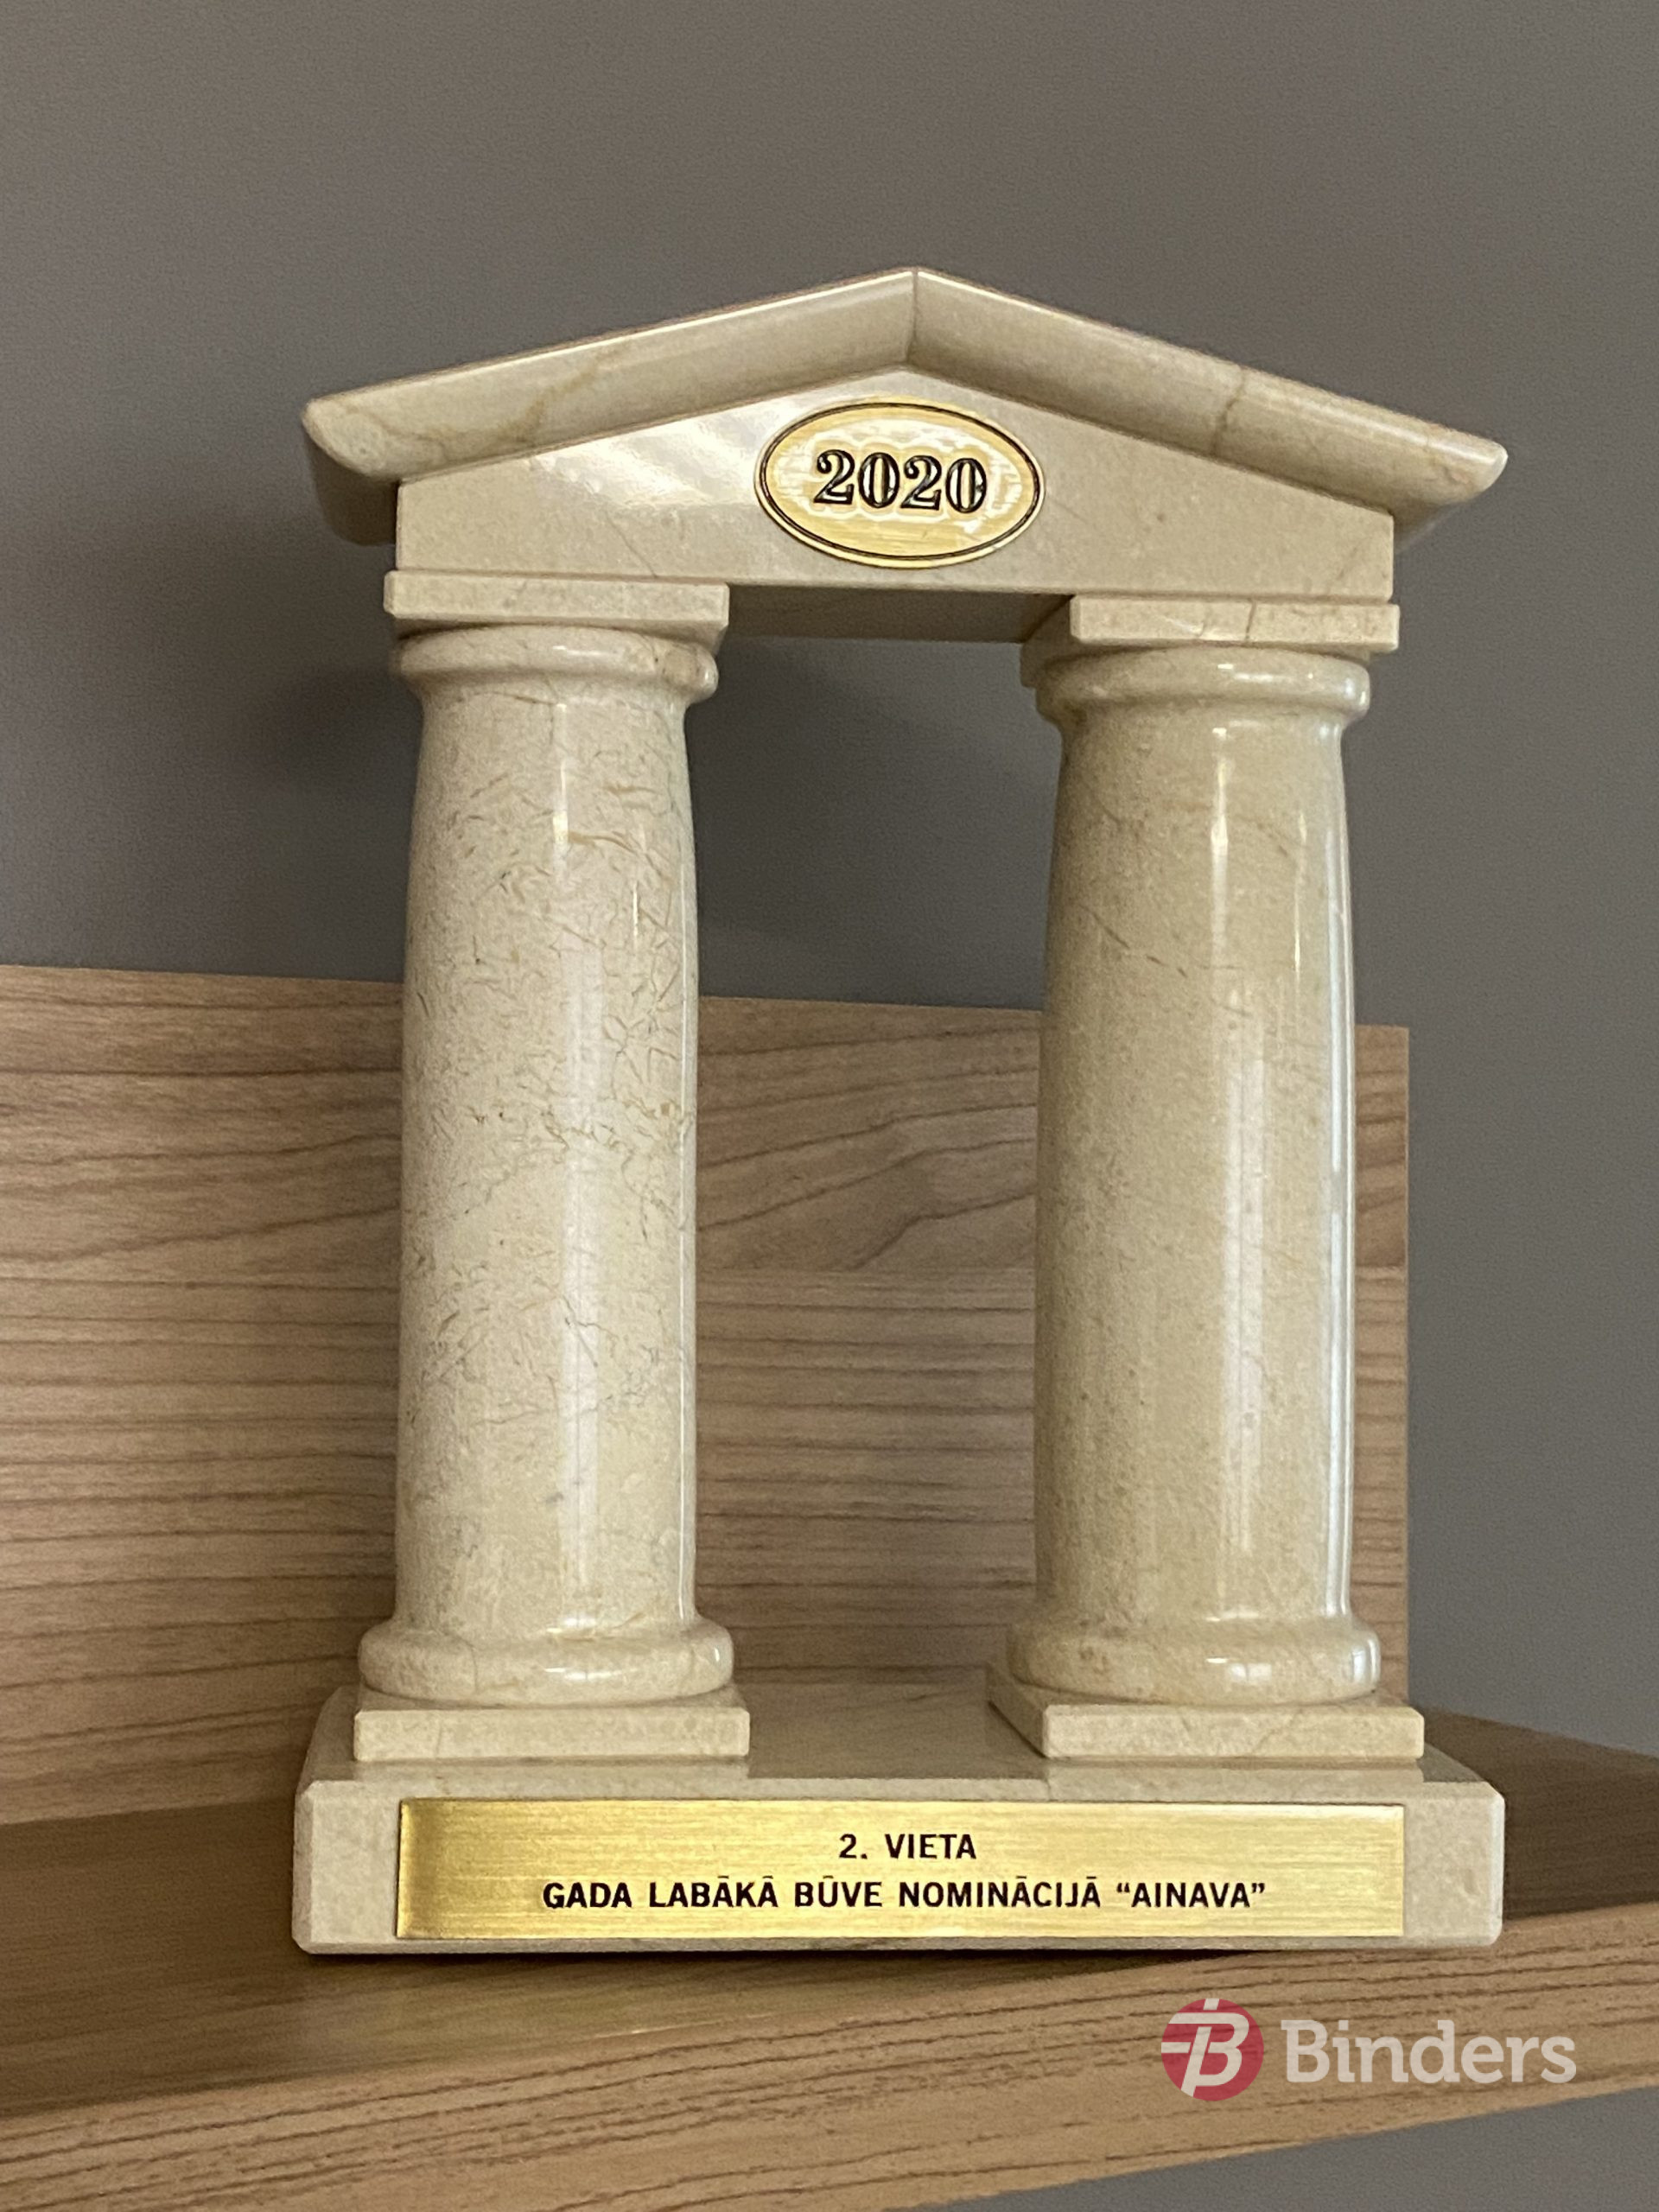 2020
2. VIETA
GADA LABĀKĀ BŪVE NOMINĀCIJĀ “AINAVA”
Binders